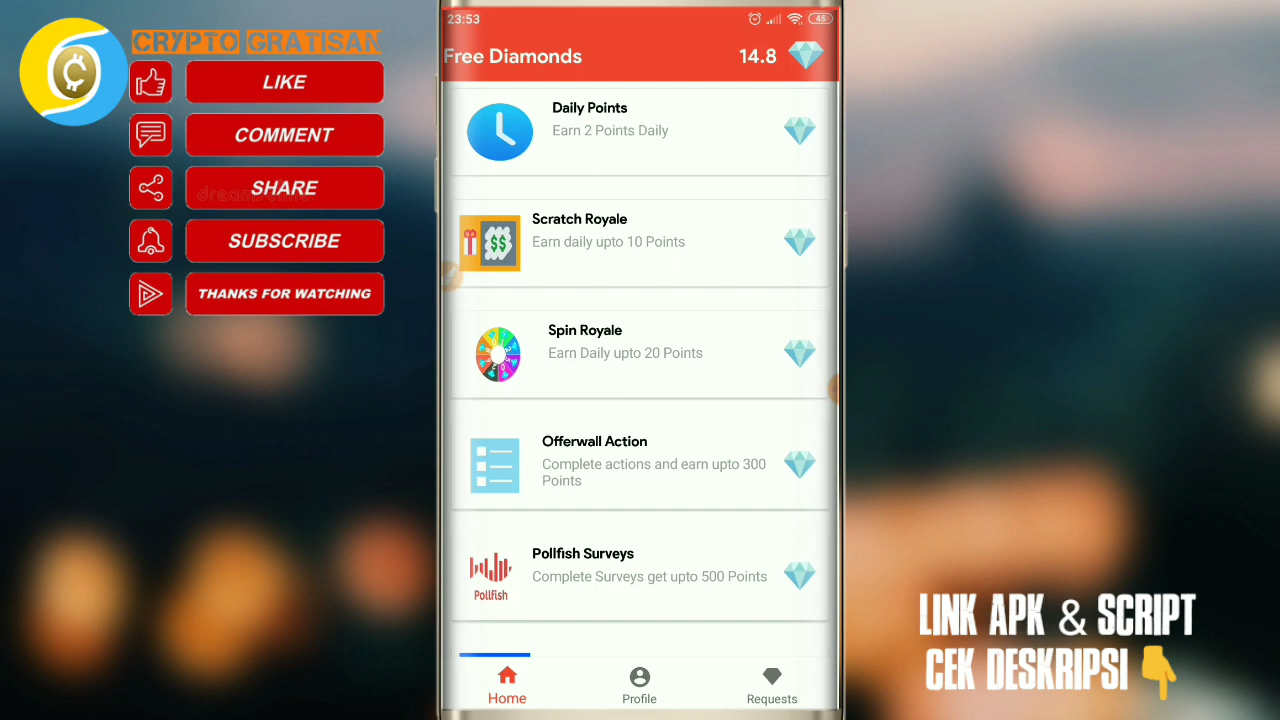 CRYPTO GRATISAN
LIKE
COMMENT
SHARE
SUBSCRIBE
THANKS FOR WATCHING
23:53
45
Free Diamonds
14.8
Daily Points
Earn 2 Points Daily
Scratch Royale
Earn daily upto 10 Points
$$
Spin Royale
Earn Daily upto 20 Points
Offerwall Action
Complete actions and earn upto 300
Points
Pollfish Surveys
Complete Surveys get upto 500 Points
Pollfish
Home
Profile
Requests
LINK APK & SCRIPT
CEK DESKRIPSI